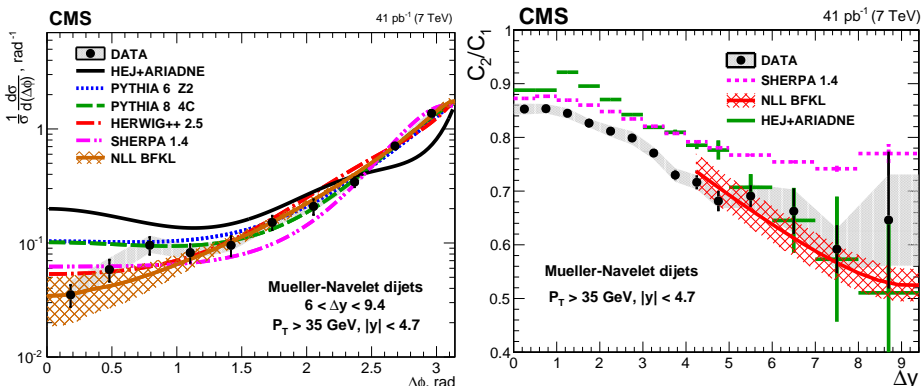 CMS
41 pb⁻¹ (7 TeV)
1/σ dσ/d(Δϕ), rad⁻¹
DATA
HEJ+ARIADNE
PYTHIA 6 Z2
PYTHIA 8 4C
HERWIG++ 2.5
SHERPA 1.4
NLL BFKL
1
10⁻¹
10⁻²
Mueller-Navelet dijets
6 < Δy < 9.4
P_T > 35 GeV, |y| < 4.7
0 0.5 1 1.5 2 2.5 3
Δϕ, rad
CMS
41 pb⁻¹ (7 TeV)
C₂/C₁
DATA
SHERPA 1.4
NLL BFKL
HEJ+ARIADNE
1
0.9
0.8
0.7
0.6
0.5
0.4
Mueller-Navelet dijets
P_T > 35 GeV, |y| < 4.7
0 1 2 3 4 5 6 7 8 9
Δy